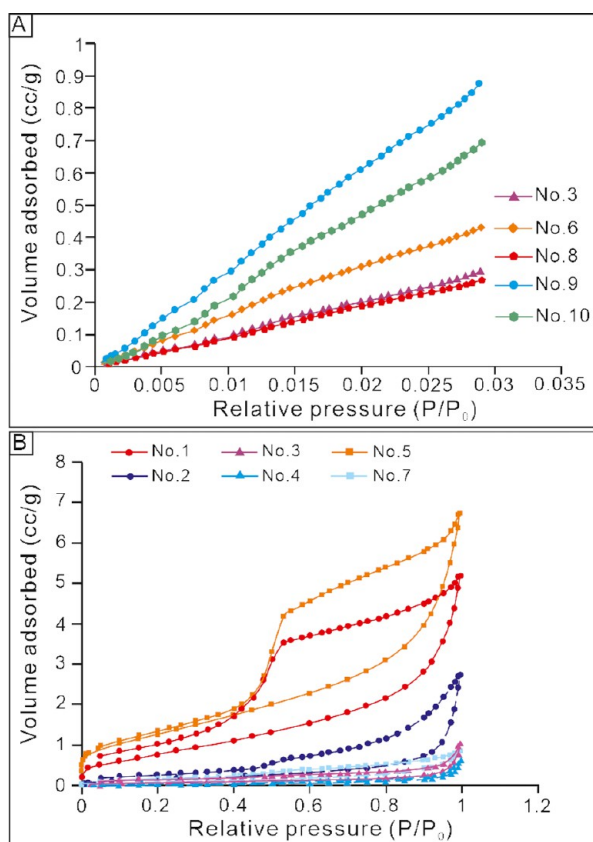 A
Volume adsorbed (cc/g)
1
0.9
0.8
0.7
0.6
0.5
0.4
0.3
0.2
0.1
0
0.005
0.01
0.015
0.02
0.025
0.03
0.035
Relative pressure (P/P₀)
No.3
No.6
No.8
No.9
No.10
B
No.1 No.3 No.5
No.2 No.4 No.7
Volume adsorbed (cc/g)
8
7
6
5
4
3
2
1
0
0 0.2 0.4 0.6 0.8 1 1.2
Relative pressure (P/P₀)